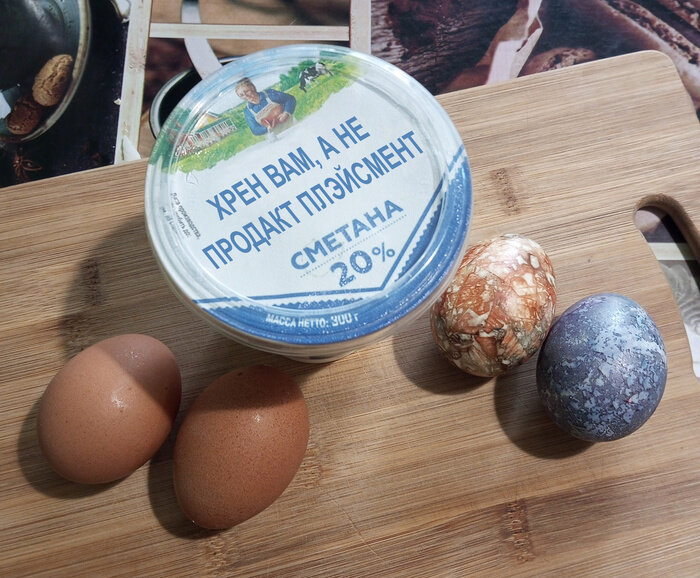 ХРЕН ВАМ, А НЕ
ПРОДАКТ ПЛЭЙСМЕНТ
СМЕТАНА
20%
МАССА НЕТТО: 300 г